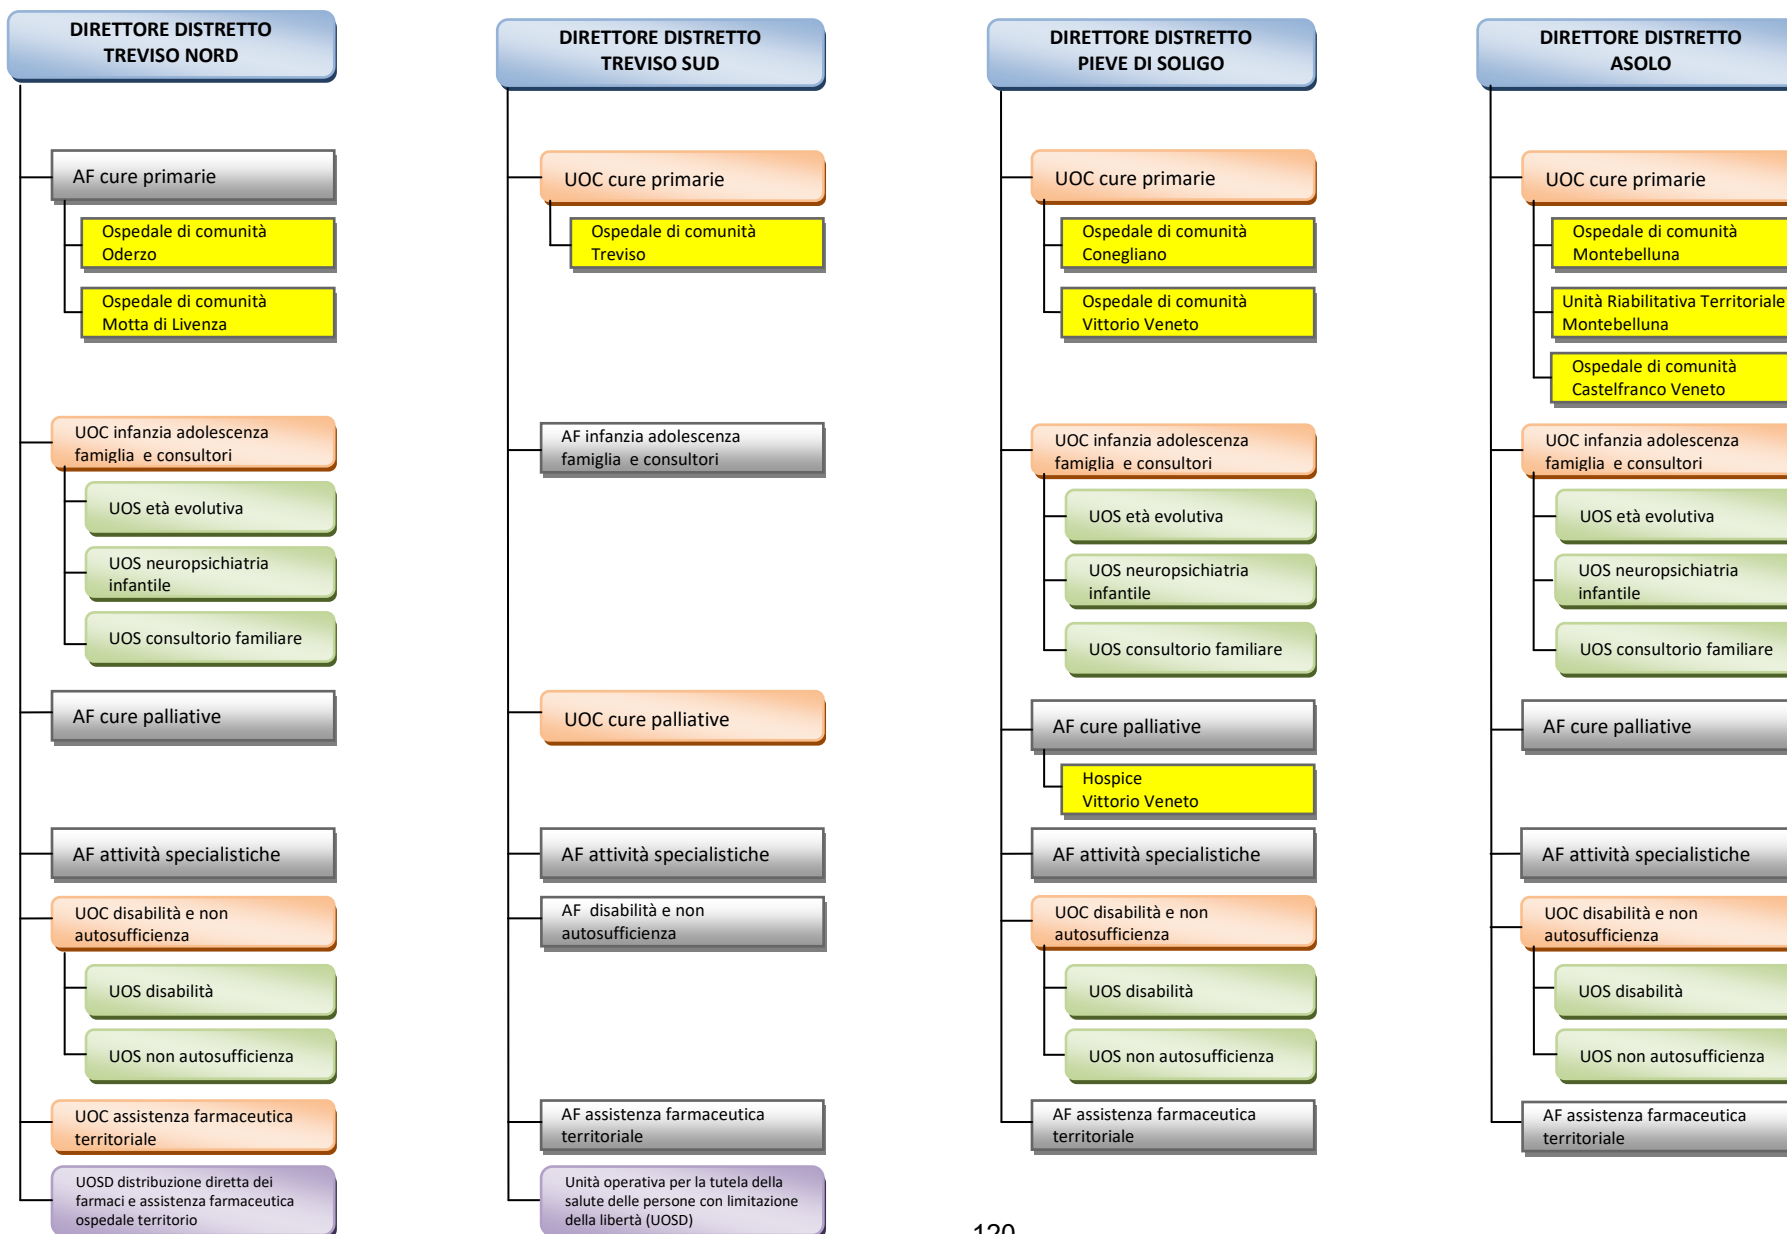 DIRETTORE DISTRETTO
TREVISO NORD
AF cure primarie
Ospedale di comunità
Oderzo
Ospedale di comunità
Motta di Livenza
UOC infanzia adolescenza
famiglia e consultori
UOS età evolutiva
UOS neuropsichiatria
infantile
UOS consultorio familiare
AF cure palliative
AF attività specialistiche
UOC disabilità e non
autosufficienza
UOS disabilità
UOS non autosufficienza
UOC assistenza farmaceutica
territoriale
UOSD distribuzione diretta dei
farmaci e assistenza farmaceutica
ospedale territorio
DIRETTORE DISTRETTO
TREVISO SUD
UOC cure primarie
Ospedale di comunità
Treviso
AF infanzia adolescenza
famiglia e consultori
UOC cure palliative
AF attività specialistiche
AF disabilità e non
autosufficienza
AF assistenza farmaceutica
territoriale
Unità operativa per la tutela della
salute delle persone con limitazione
della libertà (UOSD)
DIRETTORE DISTRETTO
PIEVE DI SOLIGO
UOC cure primarie
Ospedale di comunità
Conegliano
Ospedale di comunità
Vittorio Veneto
UOC infanzia adolescenza
famiglia e consultori
UOS età evolutiva
UOS neuropsichiatria
infantile
UOS consultorio familiare
AF cure palliative
Hospice
Vittorio Veneto
AF attività specialistiche
UOC disabilità e non
autosufficienza
UOS disabilità
UOS non autosufficienza
AF assistenza farmaceutica
territoriale
DIRETTORE DISTRETTO
ASOLO
UOC cure primarie
Ospedale di comunità
Montebelluna
Unità Riabilitativa Territoriale
Montebelluna
Ospedale di comunità
Castelfranco Veneto
UOC infanzia adolescenza
famiglia e consultori
UOS età evolutiva
UOS neuropsichiatria
infantile
UOS consultorio familiare
AF cure palliative
AF attività specialistiche
UOC disabilità e non
autosufficienza
UOS disabilità
UOS non autosufficienza
AF assistenza farmaceutica
territoriale
120